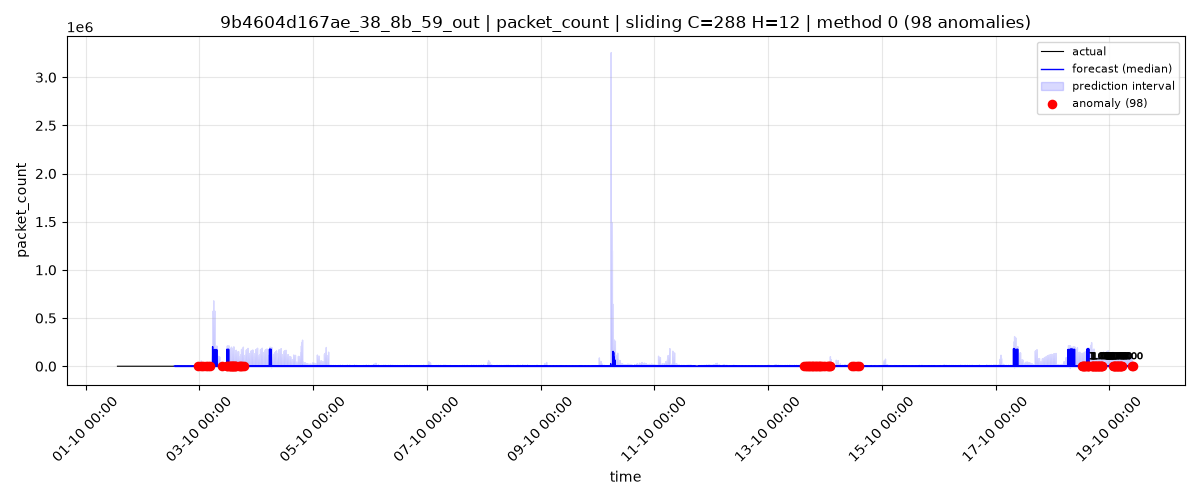 9b4604d167ae_38_8b_59_out | packet_count | sliding C=288 H=12 | method 0 (98 anomalies)
1e6
actual
forecast (median)
prediction interval
anomaly (98)
3.0
2.5
2.0
1.5
1.0
0.5
0.0
packet_count
01-10 00:00
03-10 00:00
05-10 00:00
07-10 00:00
09-10 00:00
11-10 00:00
13-10 00:00
15-10 00:00
17-10 00:00
19-10 00:00
time